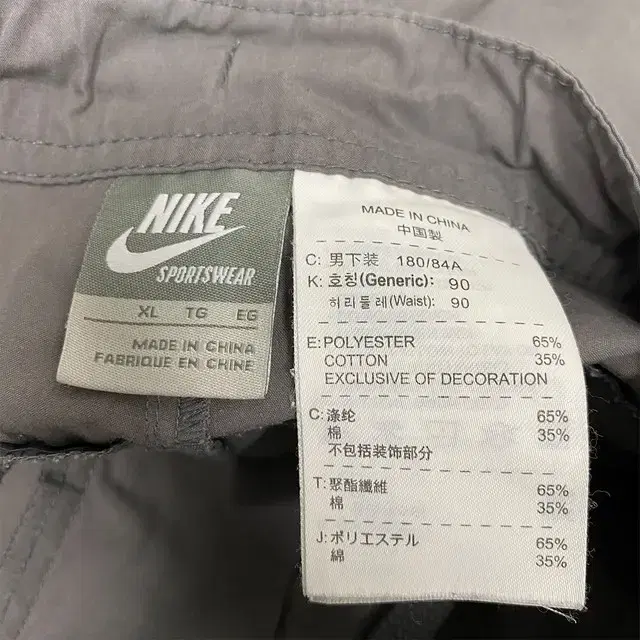 NIKE
SPORTSWEAR
XL TG EG
MADE IN CHINA
FABRIQUE EN CHINE
MADE IN CHINA
中国製
C: 男下装 180/84A
K: 호칭(Generic): 90
허리둘레(Waist): 90
E: POLYESTER 65%
COTTON 35%
EXCLUSIVE OF DECORATION
C: 涤纶 65%
棉 35%
不包括装饰部分
T: 聚酯纖維 65%
棉 35%
J: ポリエステル 65%
綿 35%